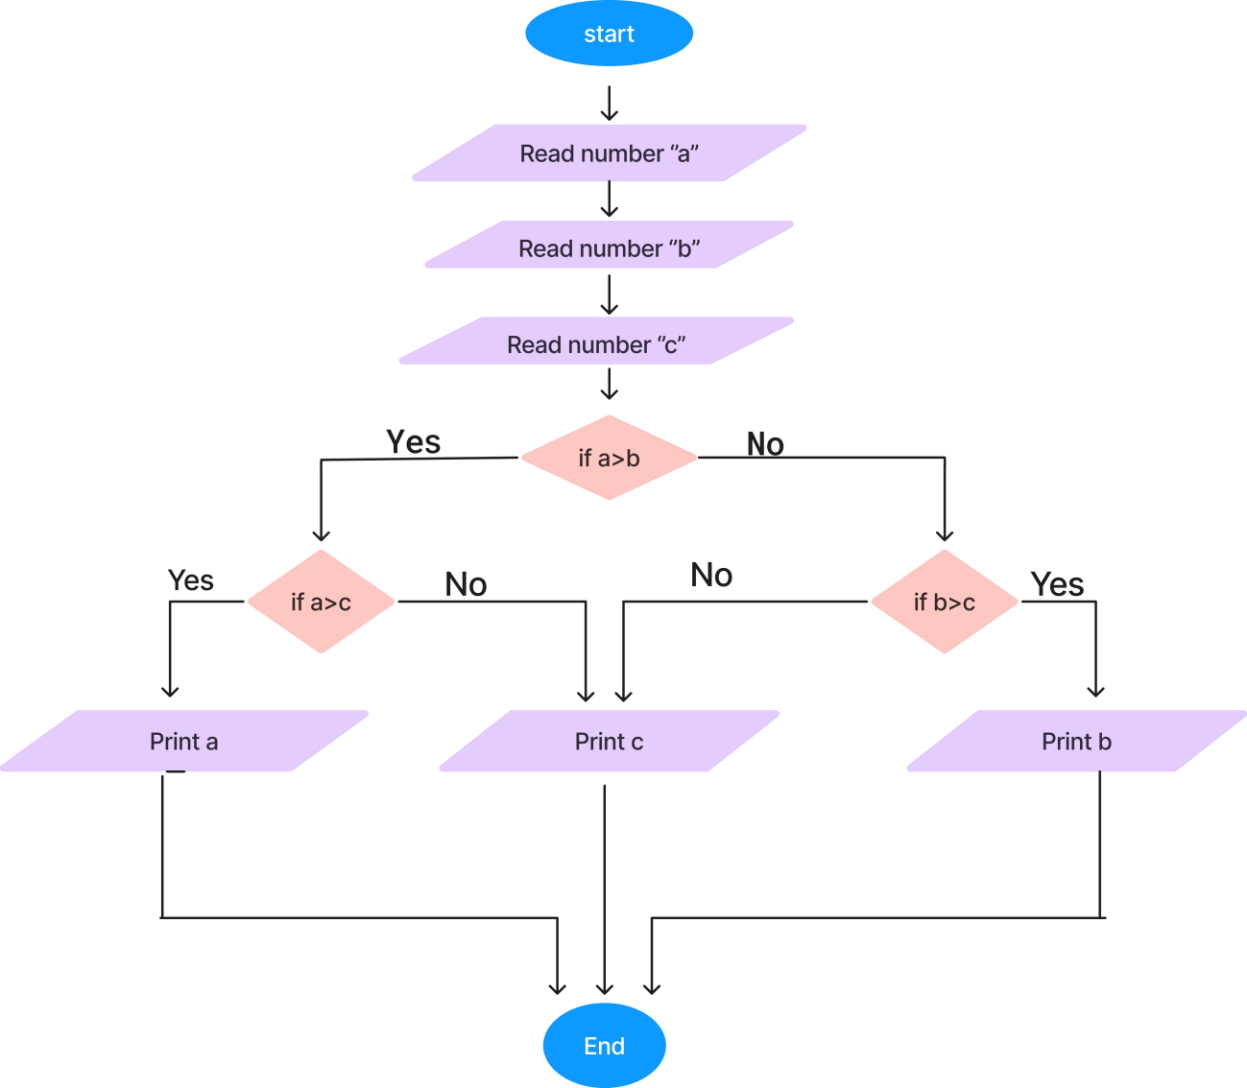 start
Read number “a”
Read number “b”
Read number “c”
Yes
if a>b
No
Yes
if a>c
No
No
if b>c
Yes
Print a
Print c
Print b
End